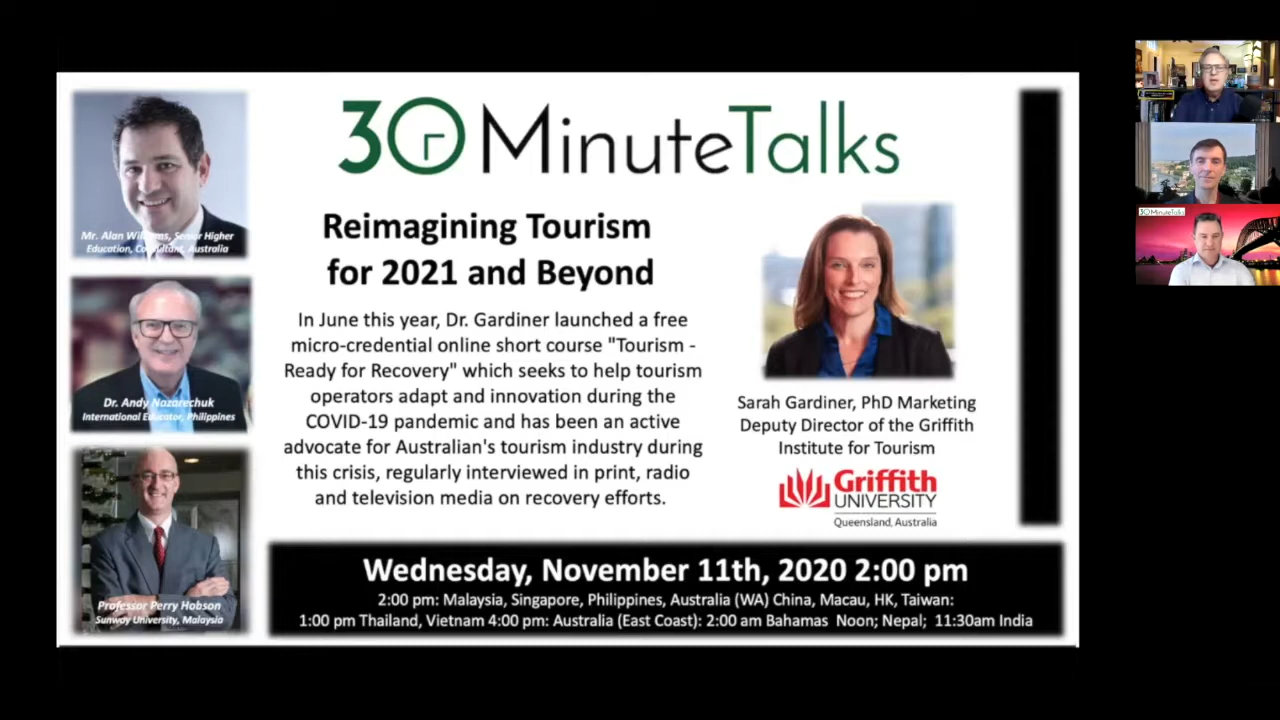 30MinuteTalks
Reimagining Tourism
for 2021 and Beyond
In June this year, Dr. Gardiner launched a free
micro-credential online short course "Tourism -
Ready for Recovery" which seeks to help tourism
operators adapt and innovation during the
COVID-19 pandemic and has been an active
advocate for Australian's tourism industry during
this crisis, regularly interviewed in print, radio
and television media on recovery efforts.
Mr. Alan Williams, Senior Higher
Education, Consultant, Australia
Dr. Andy Nazarechuk
International Educator, Philippines
Professor Perry Hobson
Sunway University, Malaysia
Sarah Gardiner, PhD Marketing
Deputy Director of the Griffith
Institute for Tourism
Griffith
UNIVERSITY
Queensland, Australia
Wednesday, November 11th, 2020 2:00 pm
2:00 pm: Malaysia, Singapore, Philippines, Australia (WA) China, Macau, HK, Taiwan:
1:00 pm Thailand, Vietnam 4:00 pm: Australia (East Coast): 2:00 am Bahamas Noon; Nepal; 11:30am India
30MinuteTalks